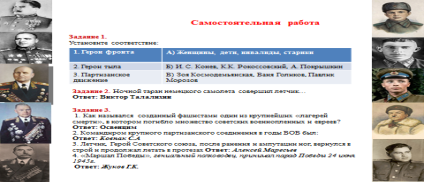 Самостоятельная работа
Задание 1.
Установите соответствие:
1. Герои фронта
А) Женщины, дети, инвалиды, старики
2. Герои тыла
Б) И. С. Конев, К.К. Рокоссовский, А. Покрышкин
3. Партизанское движение
В) Зоя Космодемьянская, Ваня Голиков, Павлик Морозов
Задание 2. Ночной таран немецкого самолета совершил летчик…
Ответ: Виктор Талалихин
Задание 3.
1. Как назывался созданный фашистами один из крупнейших «лагерей
смерти», в котором погибло множество советских военнопленных и евреев?
Ответ: Освенцим
2. Командиром крупного партизанского соединения в годы ВОВ был:
Ответ: Ковпак С.А.
3. Летчик, Герой Советского союза, после ранения и ампутации ног, вернулся в
строй и продолжал летать в протезах Ответ: Алексей Маресьев
4. «Маршал Победы», гениальный полководец, принимал парад Победы 24 июня
1945г.
Ответ: Жуков Г.К.